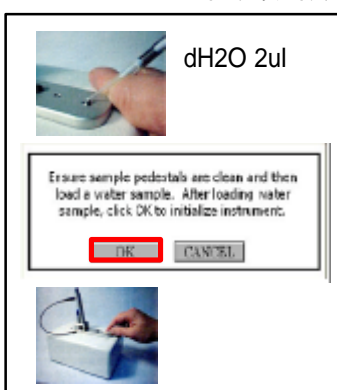 dH2O 2ul
Ensure sample pedestals are clean and then
load a water sample. After loading water
sample, click OK to initialize instrument.
OK CANCEL